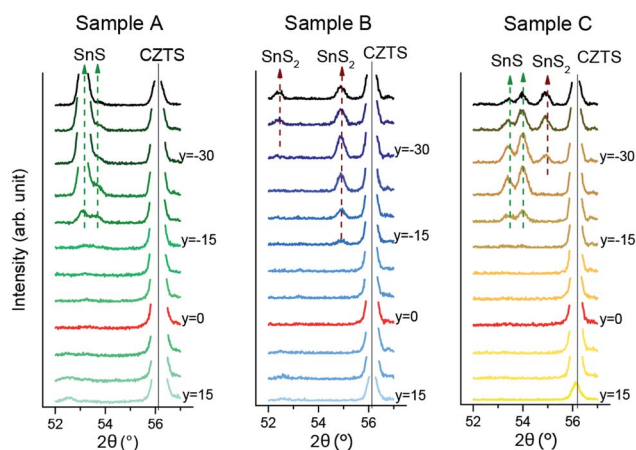 Sample A
Sample B
Sample C
SnS
CZTS
SnS2
SnS2
CZTS
SnS
SnS2
CZTS
Intensity (arb. unit)
y=-30
y=-15
y=0
y=15
y=-30
y=-15
y=0
y=15
y=-30
y=-15
y=0
y=15
52
54
56
52
54
56
52
54
56
2θ (°)
2θ (º)
2θ (º)